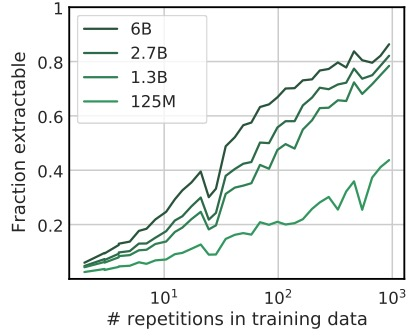 1
6B
2.7B
0.8
1.3B
125M
0.6
0.4
0.2
Fraction extractable
10¹ 10² 10³
# repetitions in training data